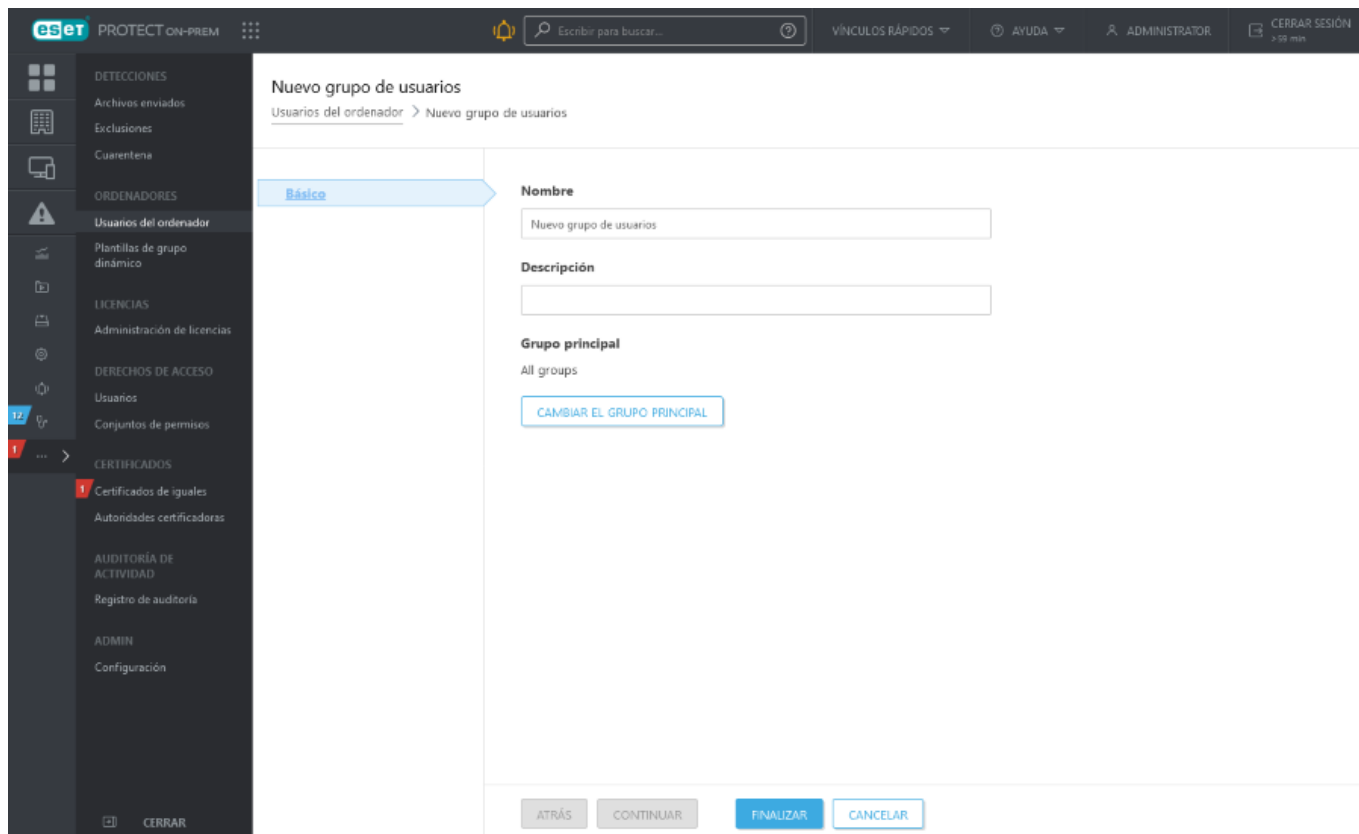 eset PROTECT ON-PREM
Escribir para buscar...
VÍNCULOS RÁPIDOS
AYUDA
ADMINISTRATOR
CERRAR SESIÓN
> 59 min
DETECCIONES
Archivos enviados
Exclusiones
Cuarentena
ORDENADORES
Usuarios del ordenador
Plantillas de grupo
dinámico
LICENCIAS
Administración de licencias
DERECHOS DE ACCESO
Usuarios
Conjuntos de permisos
CERTIFICADOS
Certificados de iguales
Autoridades certificadoras
AUDITORÍA DE
ACTIVIDAD
Registro de auditoría
ADMIN
Configuración
CERRAR
12
1
1
Nuevo grupo de usuarios
Usuarios del ordenador > Nuevo grupo de usuarios
Básico
Nombre
Nuevo grupo de usuarios
Descripción
Grupo principal
All groups
CAMBIAR EL GRUPO PRINCIPAL
ATRÁS
CONTINUAR
FINALIZAR
CANCELAR